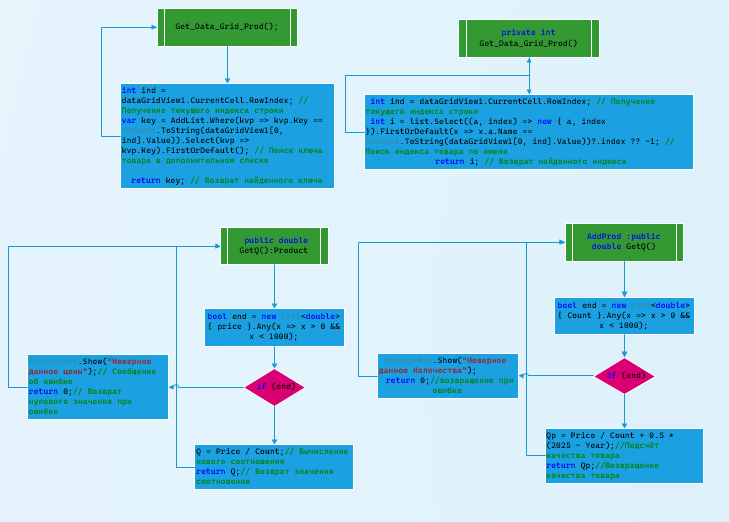 Get_Data_Grid_Prod();
int ind =
dataGridView1.CurrentCell.RowIndex; //
Получение текущего индекса строки
var key = AddList.Where(kvp => kvp.Key ==
.ToString(dataGridView1[0,
ind].Value)).Select(kvp =>
kvp.Key).FirstOrDefault(); // Поиск ключа
товара в дополнительном списке
return key; // Возврат найденного ключа
private int
Get_Data_Grid_Prod()
int ind = dataGridView1.CurrentCell.RowIndex; // Получение
текущего индекса строки
int i = list.Select((a, index) => new { a, index
}).FirstOrDefault(x => x.a.Name ==
.ToString(dataGridView1[0, ind].Value))?.index ?? -1; //
Поиск индекса товара по имени
return i; // Возврат найденного индекса
public double
GetQ():Product
bool end = new List<double>
{ price }.Any(x => x > 0 &&
x < 1000};
if (end)
MessageBox.Show("Неверное
данное цены");// Сообщение
об ошибке
return 0;// Возврат
нулевого значения при
ошибке
Q = Price / Count;// Вычисление
нового соотношения
return Q;// Возврат значения
соотношения
AddProd :public
double GetQ()
bool end = new List<double>
{ Count }.Any(x => x > 0 &&
x < 1000};
if (end)
MessageBox.Show("Неверное
данное Количества");
return 0;//возвращение при
ошибке
Qp = Price / Count + 0.5 *
(2025 - Year);//Подсчёт
качества товара
return Qp;//Возвращение
качества товара